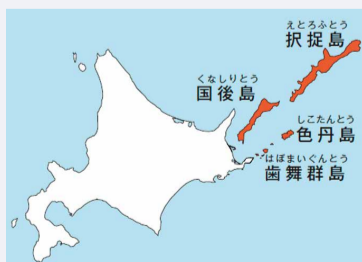 えとろふとう
択捉島
くなしりとう
国後島
しこたんとう
色丹島
はぼまいぐんとう
歯舞群島